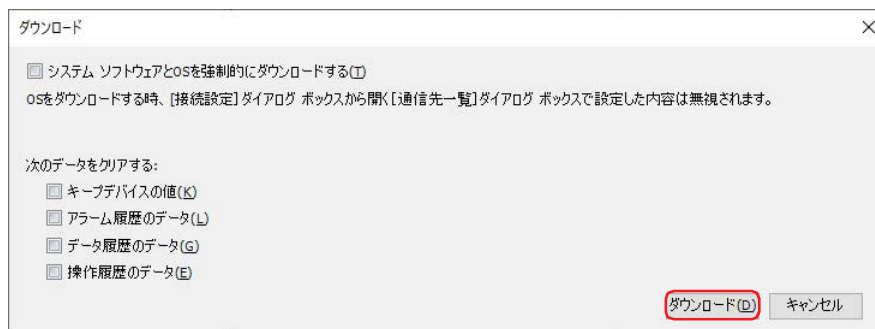 ダウンロード
システム ソフトウェアとOSを強制的にダウンロードする(T)
OSをダウンロードする時、[接続設定]ダイアログ ボックスから開く[通信先一覧]ダイアログ ボックスで設定した内容は無視されます。
次のデータをクリアする:
キープデバイスの値(K)
アラーム履歴のデータ(L)
データ履歴のデータ(G)
操作履歴のデータ(E)
ダウンロード(D) キャンセル